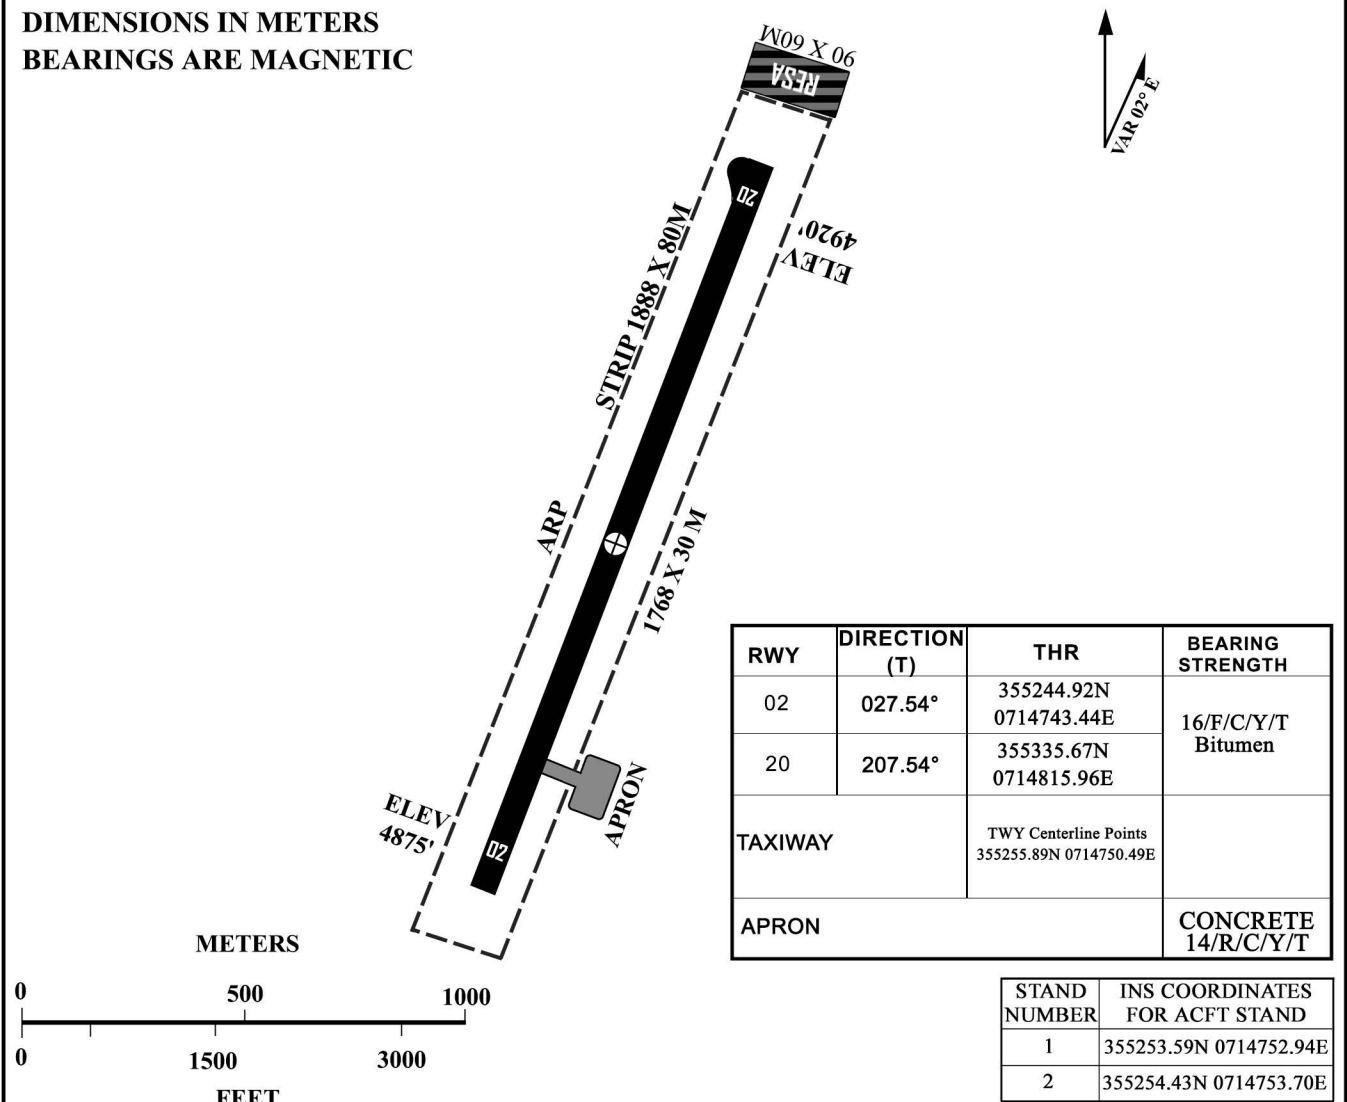 DIMENSIONS IN METERS
BEARINGS ARE MAGNETIC
90 X 60M
RESA
VAR 02° E
20
STRIP 1888 X 80M
ELEV
4920'
ARP
1768 X 30 M
APRON
ELEV
4875'
02
RWY DIRECTION (T) THR BEARING STRENGTH
02 027.54° 355244.92N 0714743.44E 16/F/C/Y/T Bitumen
20 207.54° 355335.67N 0714815.96E
TAXIWAY TWY Centerline Points
355255.89N 0714750.49E
APRON CONCRETE
14/R/C/Y/T
METERS
0 500 1000
0 1500 3000
FEET
STAND NUMBER INS COORDINATES FOR ACFT STAND
1 355253.59N 0714752.94E
2 355254.43N 0714753.70E